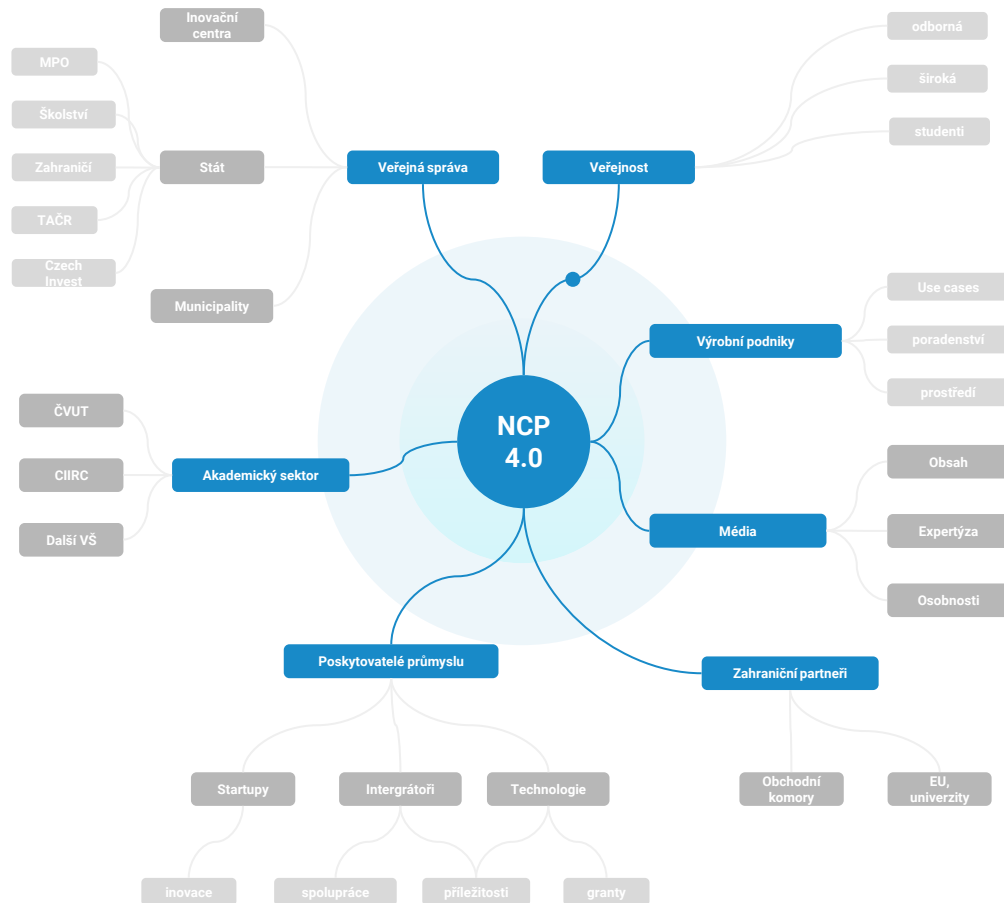 Inovační
centra
odborná
MPO
široká
Školství
studenti
Zahraničí
Stát
Veřejná správa
Veřejnost
TAČR
Czech
Invest
Use cases
Municipality
Výrobní podniky
poradenství
prostředí
ČVUT
NCP
4.0
Obsah
CIIRC
Akademický sektor
Média
Expertýza
Další VŠ
Osobnosti
Poskytovatelé průmyslu
Zahraniční partneři
Startupy
Intergrátoři
Technologie
Obchodní
komory
EU,
univerzity
inovace
spolupráce
příležitosti
granty